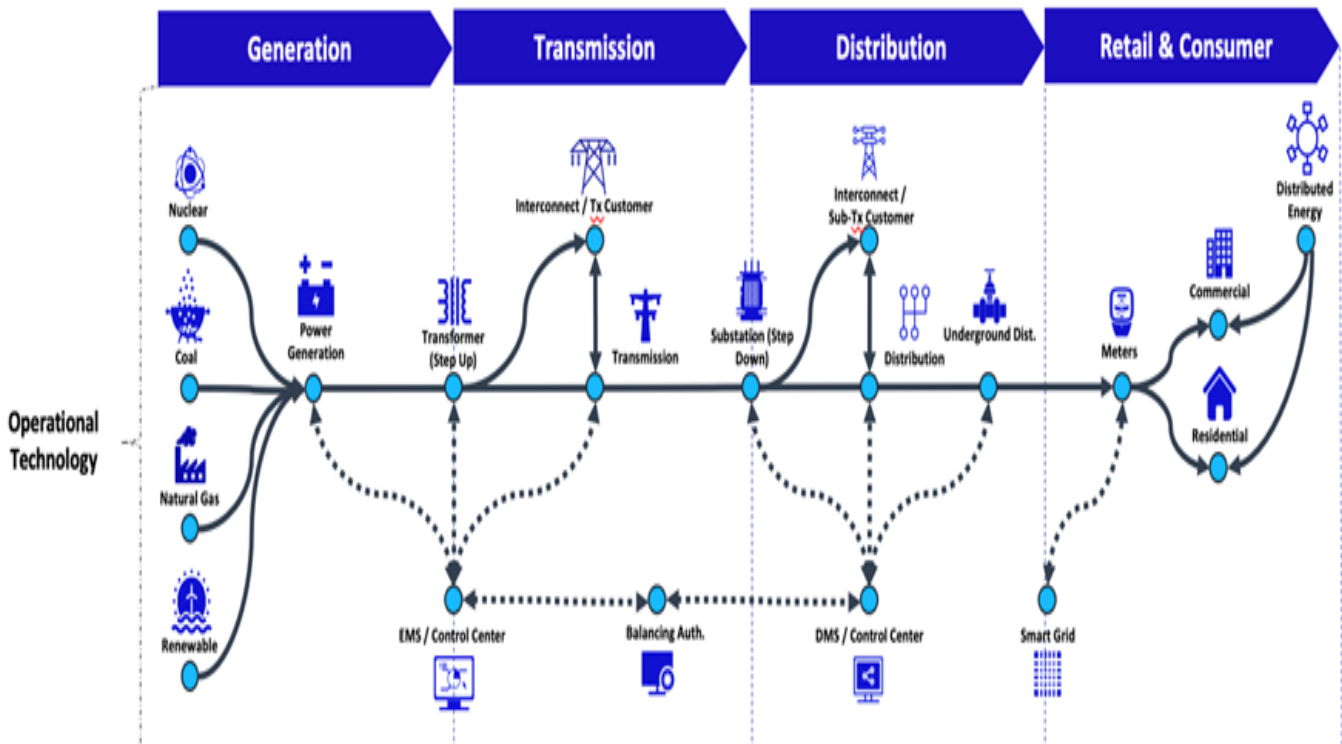 Generation
Transmission
Distribution
Retail & Consumer
Operational
Technology
Nuclear
Coal
Natural Gas
Renewable
Power
Generation
Transformer
(Step Up)
Interconnect / Tx Customer
Transmission
Substation (Step
Down)
Interconnect /
Sub-Tx Customer
Distribution
Underground Dist.
Meters
Commercial
Residential
Distributed
Energy
EMS / Control Center
Balancing Auth.
DMS / Control Center
Smart Grid